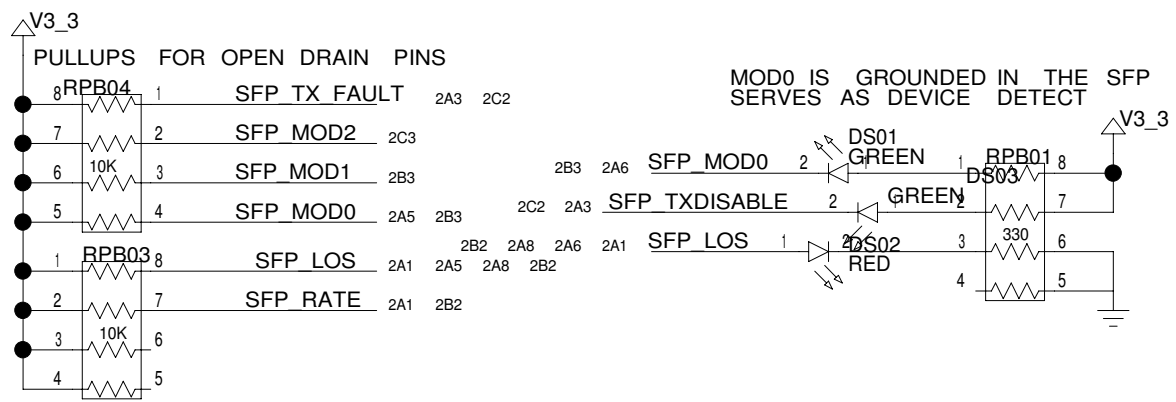 V3_3
PULLUPS FOR OPEN DRAIN PINS
RPB04
8 1 SFP_TX_FAULT 2A3 2C2
7 2 SFP_MOD2 2C3
10K
6 3 SFP_MOD1 2B3
5 4 SFP_MOD0 2A5 2B3
RPB03
1 8 SFP_LOS 2A1 2A5 2A8 2B2
2 7 SFP_RATE 2A1 2B2
10K
3 6
4 5
MOD0 IS GROUNDED IN THE SFP
SERVES AS DEVICE DETECT
V3_3
DS01
GREEN
2B3 2A6 SFP_MOD0 2 1 1 RPB01 8
DS03
GREEN
2C2 2A3 SFP_TXDISABLE 2 1 2 7
330
2B2 2A8 2A6 2A1 SFP_LOS 1 2 3 6
DS02
RED
4 5